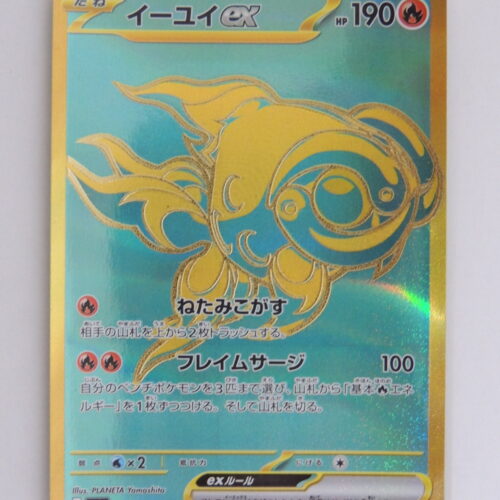 たね
イーユイex HP 190
ねたみこがす
相手の山札を上から2枚トラッシュする。
フレイムサージ 100
自分のベンチポケモンを3匹まで選び、山札から「基本エネ
ルギー」を1枚ずつつける。そして山札を切る。
弱点 ×2 抵抗力 にげる
Illus. PLANETA Yamashita
exルール